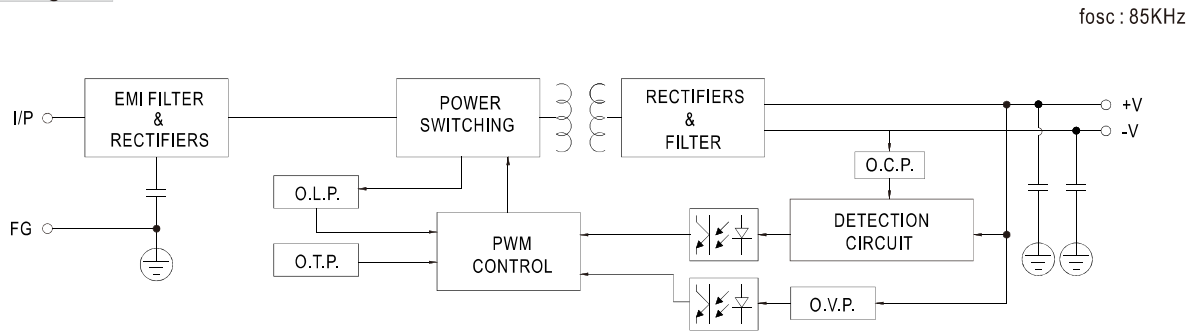 fosc : 85KHz
I/P
EMI FILTER
&
RECTIFIERS
POWER
SWITCHING
RECTIFIERS
&
FILTER
+V
-V
O.C.P.
O.L.P.
FG
PWM
CONTROL
DETECTION
CIRCUIT
O.T.P.
O.V.P.